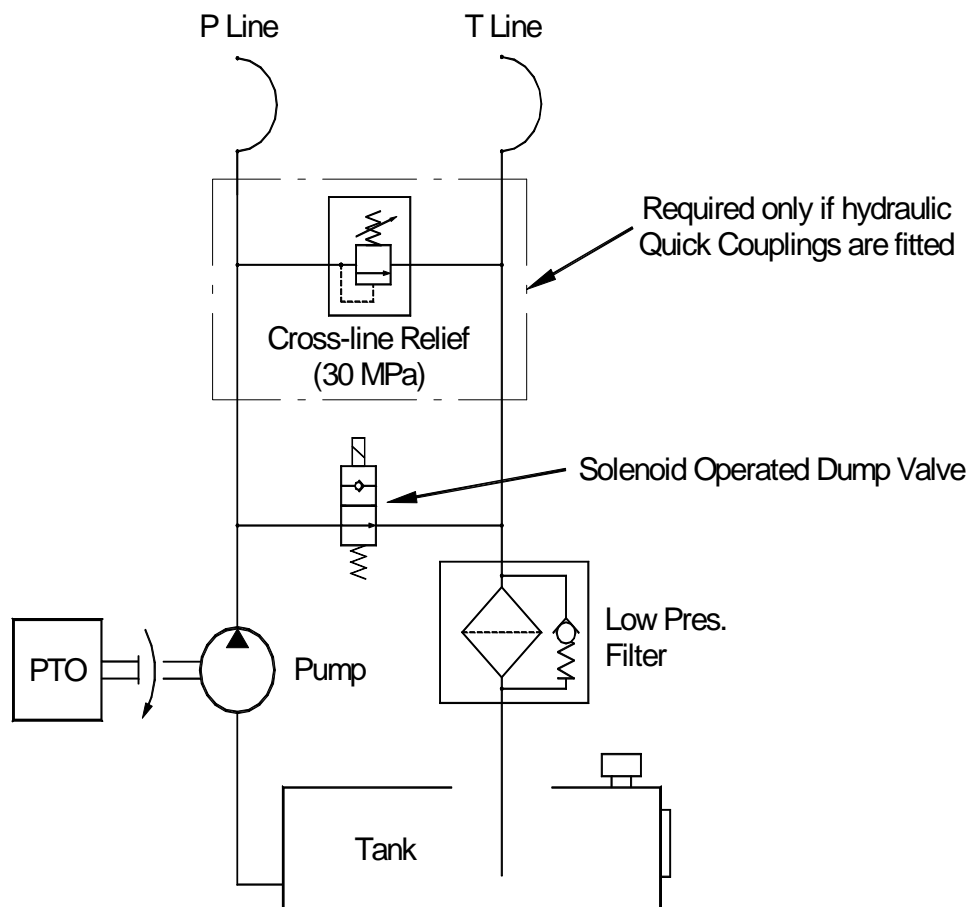 P Line
T Line
Required only if hydraulic
Quick Couplings are fitted
Cross-line Relief
(30 MPa)
Solenoid Operated Dump Valve
Low Pres.
Filter
PTO
Pump
Tank